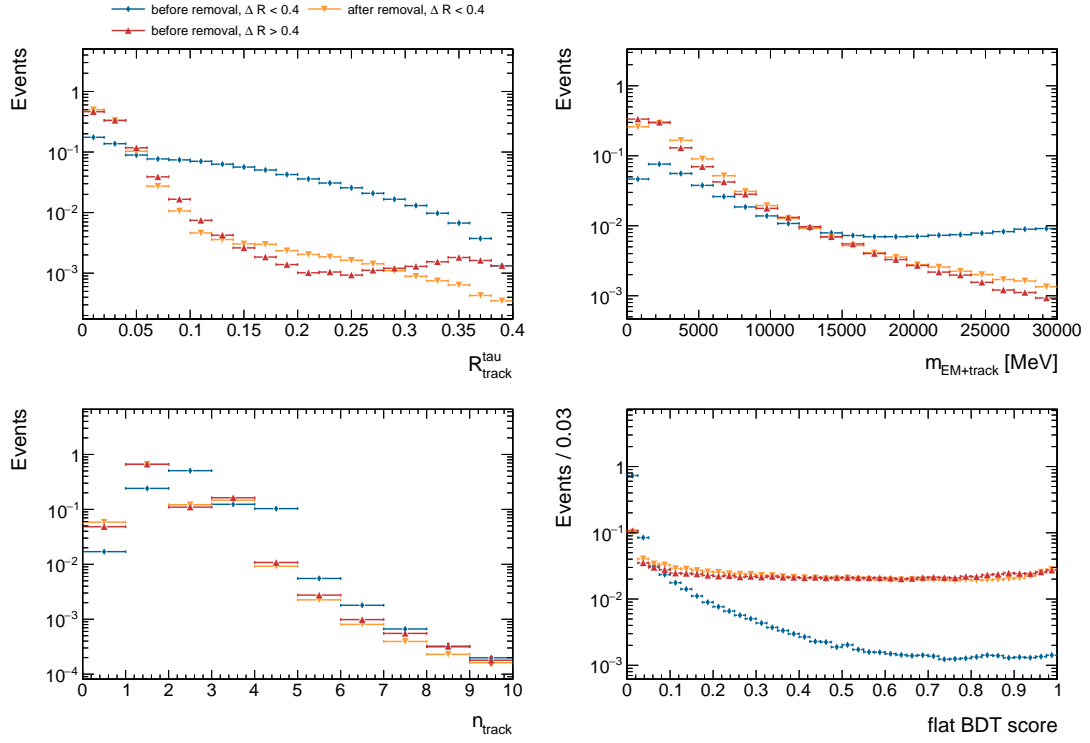 before removal, Δ R < 0.4
after removal, Δ R < 0.4
before removal, Δ R > 0.4
Events
1
10⁻¹
10⁻²
10⁻³
0 0.05 0.1 0.15 0.2 0.25 0.3 0.35 0.4
R^tau_track
Events
1
10⁻¹
10⁻²
10⁻³
0 5000 10000 15000 20000 25000 30000
m_EM+track [MeV]
Events
1
10⁻¹
10⁻²
10⁻³
10⁻⁴
0 1 2 3 4 5 6 7 8 9 10
n_track
Events / 0.03
1
10⁻¹
10⁻²
10⁻³
0 0.1 0.2 0.3 0.4 0.5 0.6 0.7 0.8 0.9 1
flat BDT score